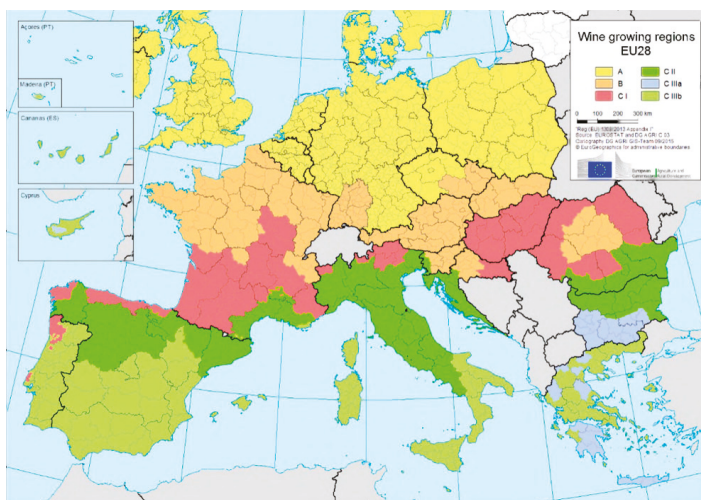 Açores (PT)
Madeira (PT)
Canarias (ES)
Cyprus
Wine growing regions
EU28
A
B
C I
C II
C IIIa
C IIIb
0 100 200 300 km
Source: EUROSTAT and DG AGRI C 03
Cartography: DG AGRI GIS-Team 09/2015
© EuroGeographics for administrative boundaries
European